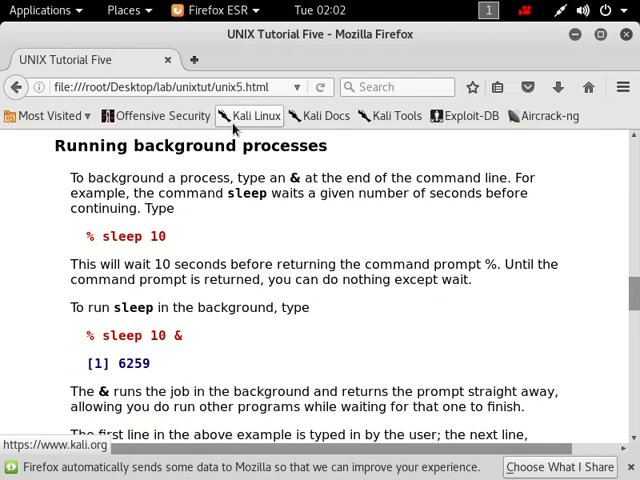 Applications ▾ Places ▾ Firefox ESR ▾ Tue 02:02 1
UNIX Tutorial Five - Mozilla Firefox
UNIX Tutorial Five
file:///root/Desktop/lab/unixtut/unix5.html Search
Most Visited ▾ Offensive Security Kali Linux Kali Docs Kali Tools Exploit-DB Aircrack-ng
Running background processes
To background a process, type an & at the end of the command line. For
example, the command sleep waits a given number of seconds before
continuing. Type
% sleep 10
This will wait 10 seconds before returning the command prompt %. Until the
command prompt is returned, you can do nothing except wait.
To run sleep in the background, type
% sleep 10 &
[1] 6259
The & runs the job in the background and returns the prompt straight away,
allowing you do run other programs while waiting for that one to finish.
The first line in the above example is typed in by the user; the next line,
https://www.kali.org
Firefox automatically sends some data to Mozilla so that we can improve your experience. Choose What I Share